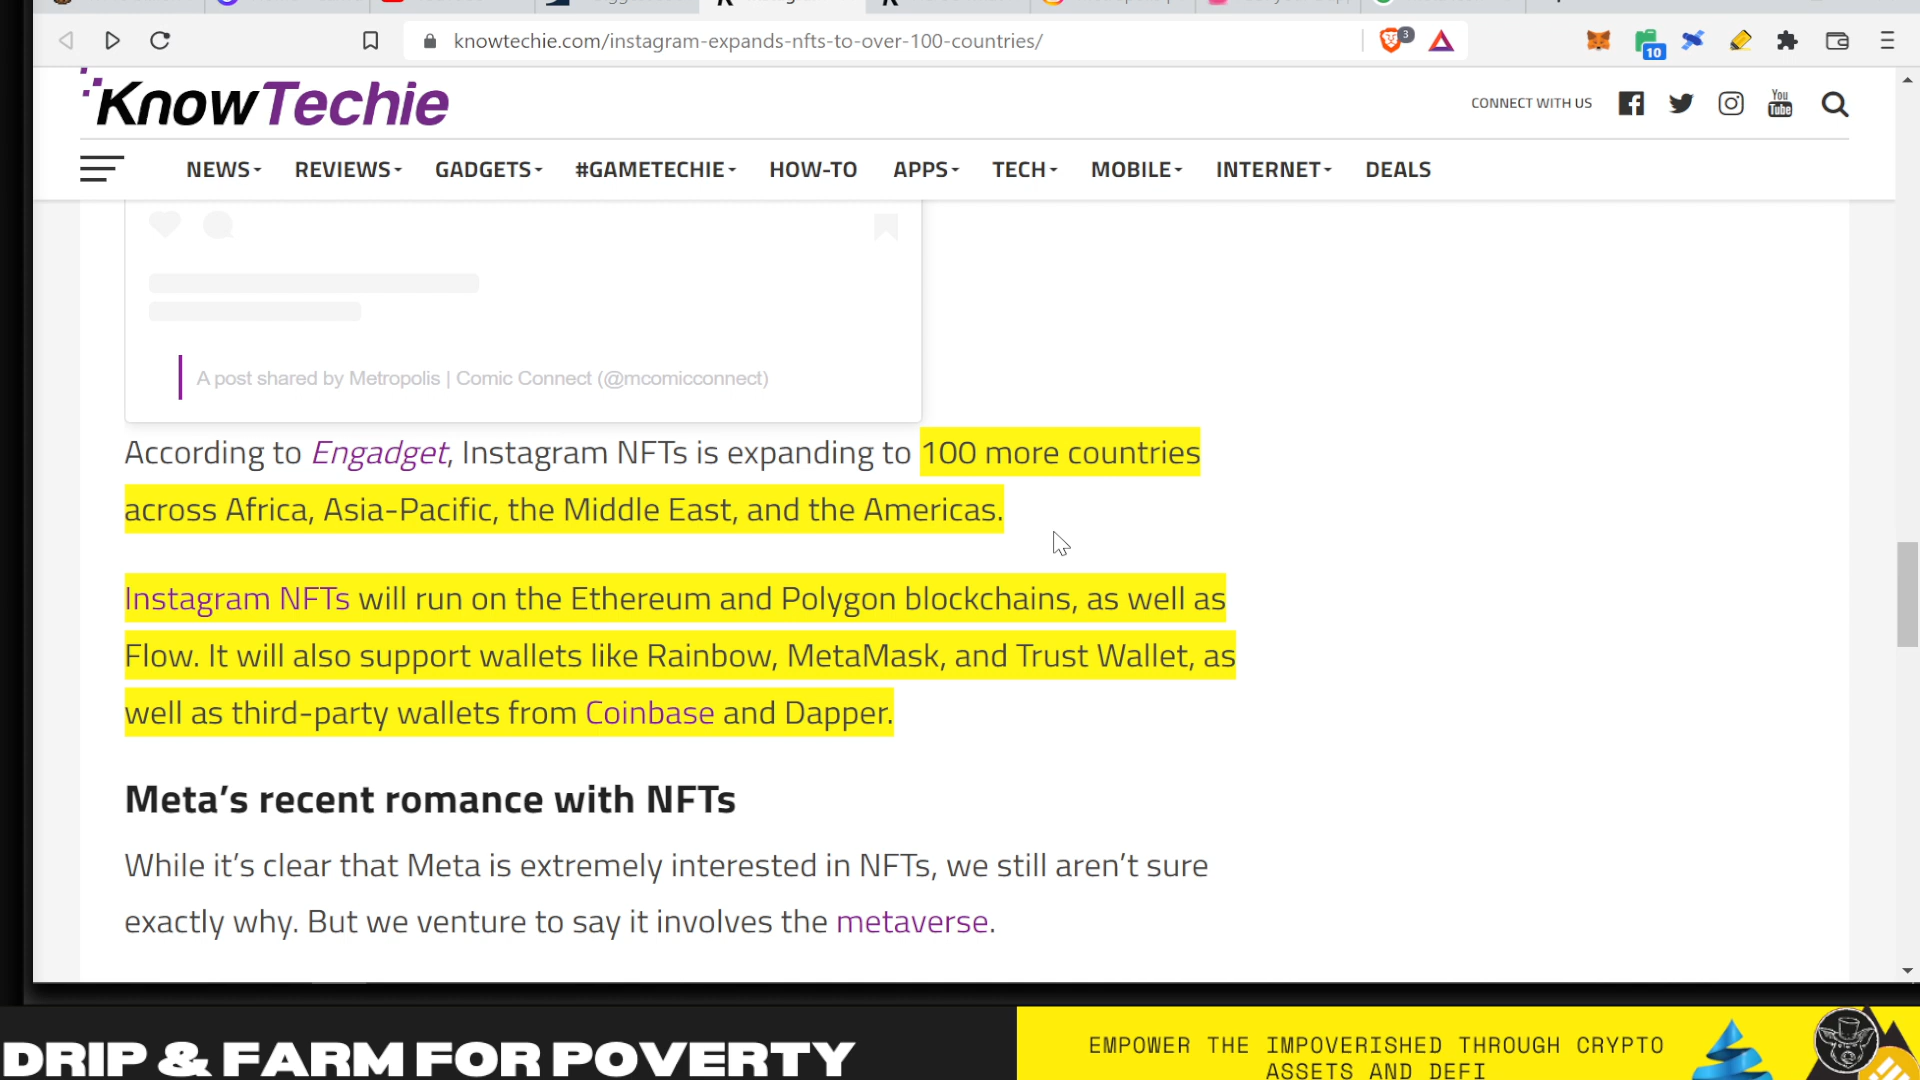 3
10
knowtechie.com/instagram-expands-nfts-to-over-100-countries/
KnowTechie
CONNECT WITH US
You
Tube
NEWS REVIEWS GADGETS #GAMETECHIE HOW-TO APPS TECH MOBILE INTERNET DEALS
A post shared by Metropolis | Comic Connect (@mcomicconnect)
According to Engadget, Instagram NFTs is expanding to 100 more countries
across Africa, Asia-Pacific, the Middle East, and the Americas.
Instagram NFTs will run on the Ethereum and Polygon blockchains, as well as
Flow. It will also support wallets like Rainbow, MetaMask, and Trust Wallet, as
well as third-party wallets from Coinbase and Dapper.
Meta’s recent romance with NFTs
While it’s clear that Meta is extremely interested in NFTs, we still aren’t sure
exactly why. But we venture to say it involves the metaverse.
DRIP & FARM FOR POVERTY
EMPOWER THE IMPOVERISHED THROUGH CRYPTO
ASSETS AND DEFI